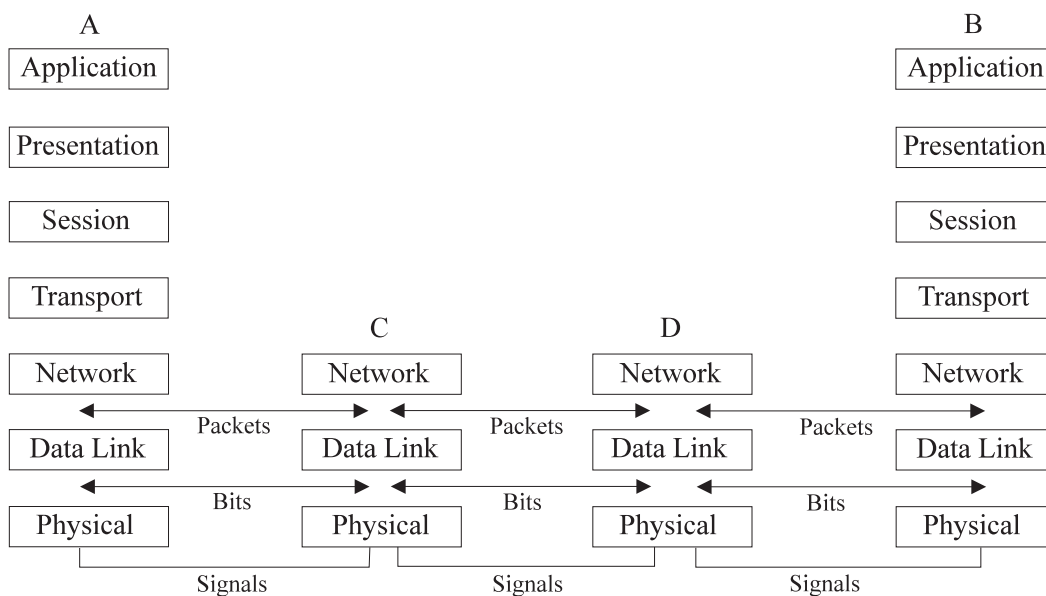 A B
Application Application
Presentation Presentation
Session Session
Transport Transport
C D
Network Network Network Network
Packets Packets Packets
Data Link Data Link Data Link Data Link
Bits Bits Bits
Physical Physical Physical Physical
Signals Signals Signals